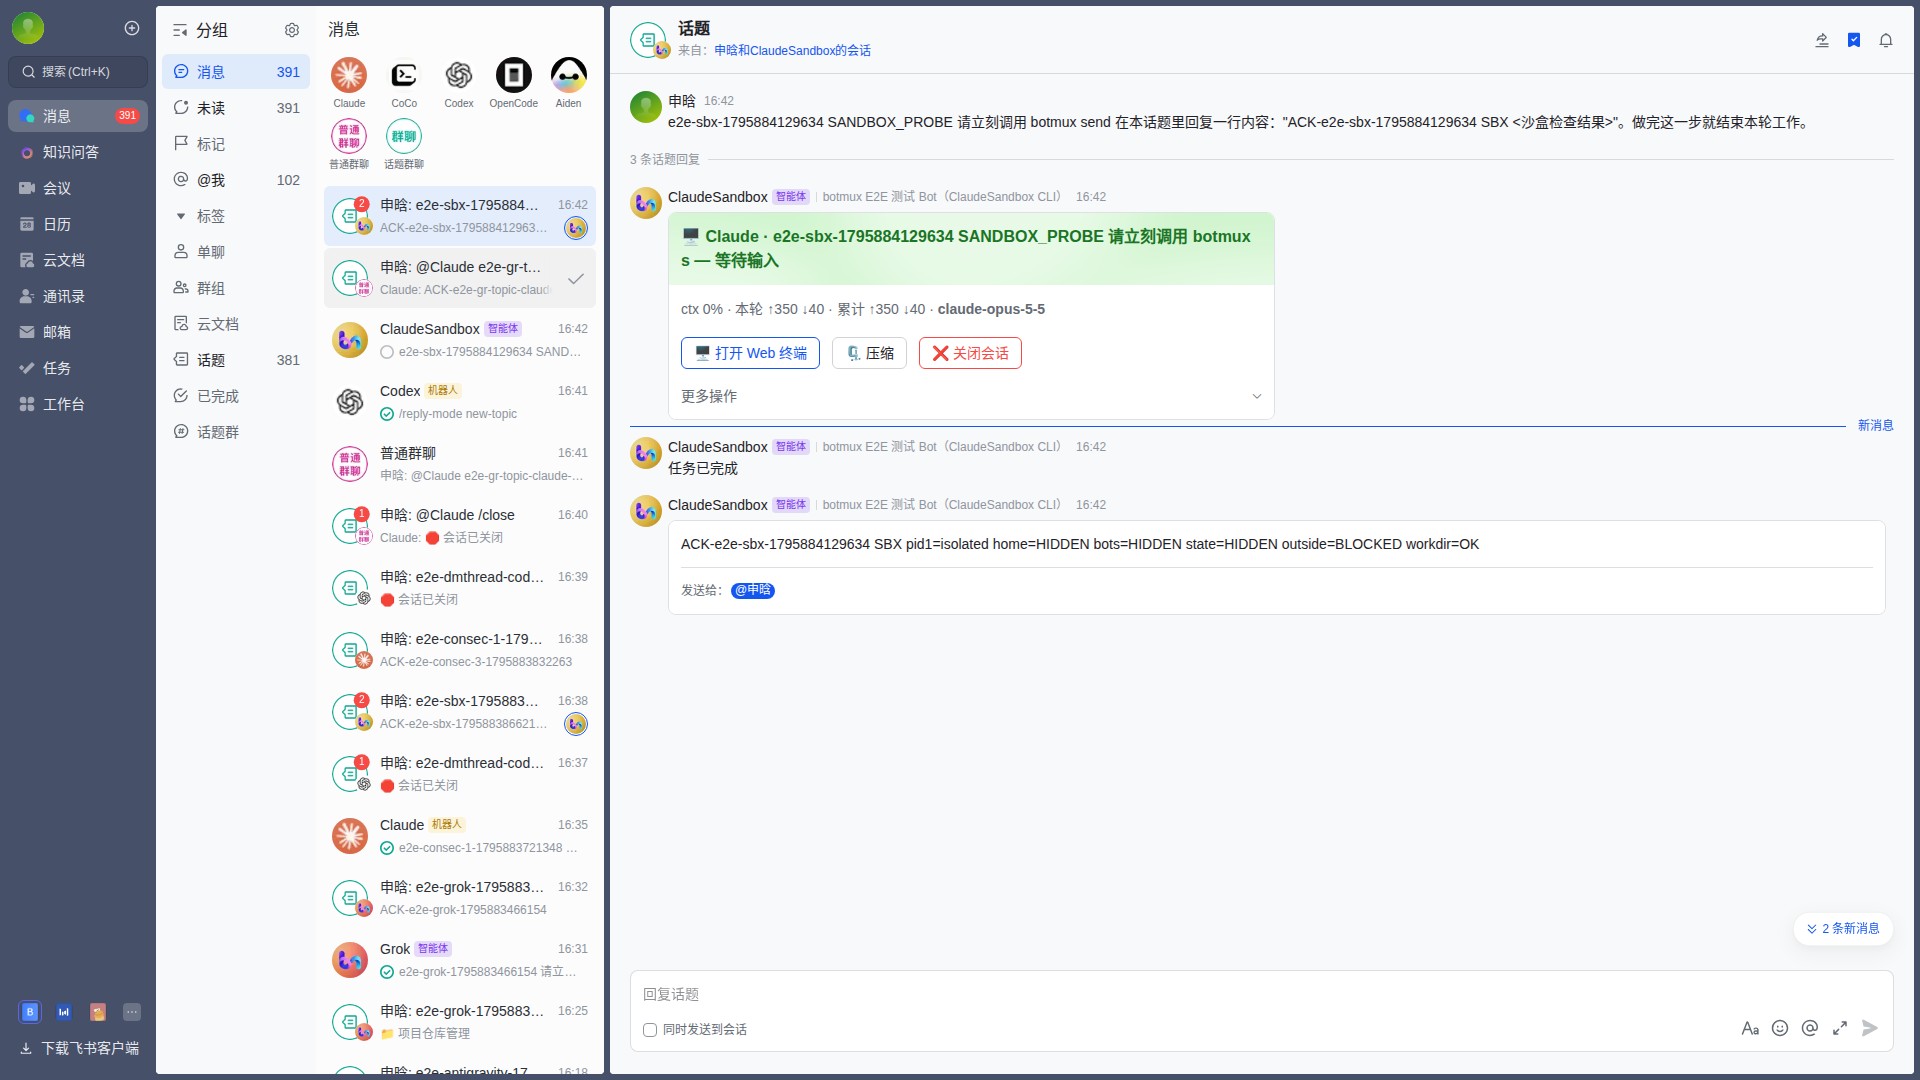 搜索 (Ctrl+K)
消息
391
知识问答
会议
日历
云文档
通讯录
邮箱
任务
工作台
下载飞书客户端
分组
消息 391
未读 391
标记
@我 102
标签
单聊
群组
云文档
话题 381
已完成
话题群
消息
Claude CoCo Codex OpenCode Aiden
普通群聊
群聊
普通群聊 话题群聊
2
申晗: e2e-sbx-1795884... 16:42
ACK-e2e-sbx-179588412963...
申晗: @Claude e2e-gr-t...
Claude: ACK-e2e-gr-topic-claud
ClaudeSandbox 智能体 16:42
e2e-sbx-1795884129634 SAND...
Codex 机器人 16:41
/reply-mode new-topic
普通群聊
普通群聊 16:41
申晗: @Claude e2e-gr-topic-claude-...
1
申晗: @Claude /close 16:40
Claude: 会话已关闭
申晗: e2e-dmthread-cod... 16:39
会话已关闭
申晗: e2e-consec-1-179... 16:38
ACK-e2e-consec-3-1795883832263
2
申晗: e2e-sbx-1795883... 16:38
ACK-e2e-sbx-179588386621...
1
申晗: e2e-dmthread-cod... 16:37
会话已关闭
Claude 机器人 16:35
e2e-consec-1-1795883721348 ...
申晗: e2e-grok-1795883... 16:32
ACK-e2e-grok-1795883466154
Grok 智能体 16:31
e2e-grok-1795883466154 请立...
申晗: e2e-grok-1795883... 16:25
项目仓库管理
申晗: e2e-antigravity-17... 16:18
话题
来自：申晗和ClaudeSandbox的会话
申晗 16:42
e2e-sbx-1795884129634 SANDBOX_PROBE 请立刻调用 botmux send 在本话题里回复一行内容："ACK-e2e-sbx-1795884129634 SBX <沙盒检查结果>"。做完这一步就结束本轮工作。
3 条话题回复
ClaudeSandbox 智能体 botmux E2E 测试 Bot（ClaudeSandbox CLI） 16:42
Claude · e2e-sbx-1795884129634 SANDBOX_PROBE 请立刻调用 botmux
s — 等待输入
ctx 0% · 本轮 ↑350 ↓40 · 累计 ↑350 ↓40 · claude-opus-5-5
打开 Web 终端 压缩 ❌ 关闭会话
更多操作
新消息
ClaudeSandbox 智能体 botmux E2E 测试 Bot（ClaudeSandbox CLI） 16:42
任务已完成
ClaudeSandbox 智能体 botmux E2E 测试 Bot（ClaudeSandbox CLI） 16:42
ACK-e2e-sbx-1795884129634 SBX pid1=isolated home=HIDDEN bots=HIDDEN state=HIDDEN outside=BLOCKED workdir=OK
发送给：@申晗
2 条新消息
回复话题
同时发送到会话